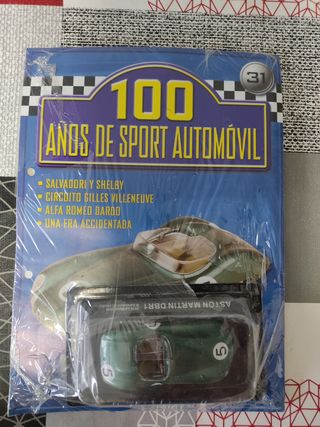 31
100
AÑOS DE SPORT AUTOMÓVIL
• SALVADORI Y SHELBY
• CIRCUITO GILLES VILLENEUVE
• ALFA ROMEO BARDO
• UNA ERA ACCIDENTADA
ASTON MARTIN DBR1
5
5